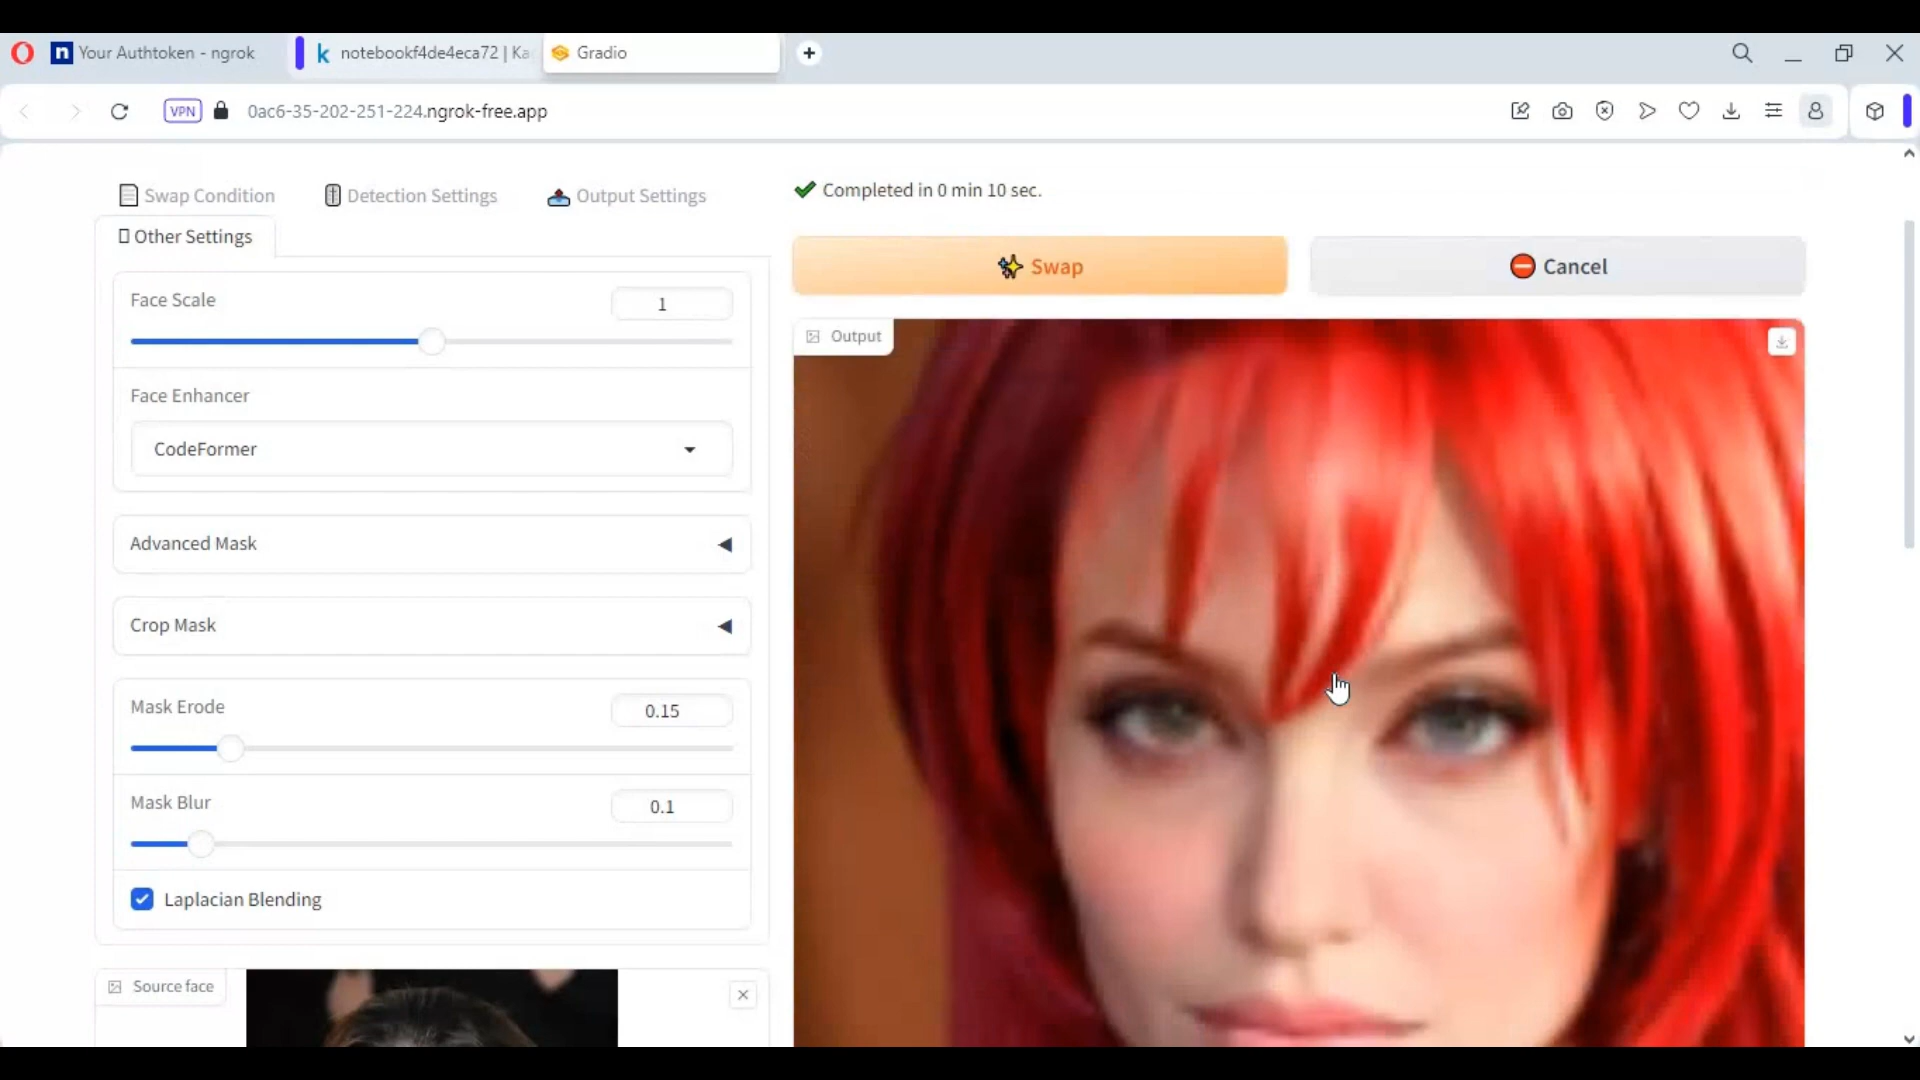 Your Authtoken - ngrok
notebookf4de4eca72 | Ka
Gradio
VPN
0ac6-35-202-251-224.ngrok-free.app
Swap Condition
Detection Settings
Output Settings
Other Settings
Completed in 0 min 10 sec.
Swap
Cancel
Face Scale
1
Output
Face Enhancer
CodeFormer
Advanced Mask
Crop Mask
Mask Erode
0.15
Mask Blur
0.1
Laplacian Blending
Source face